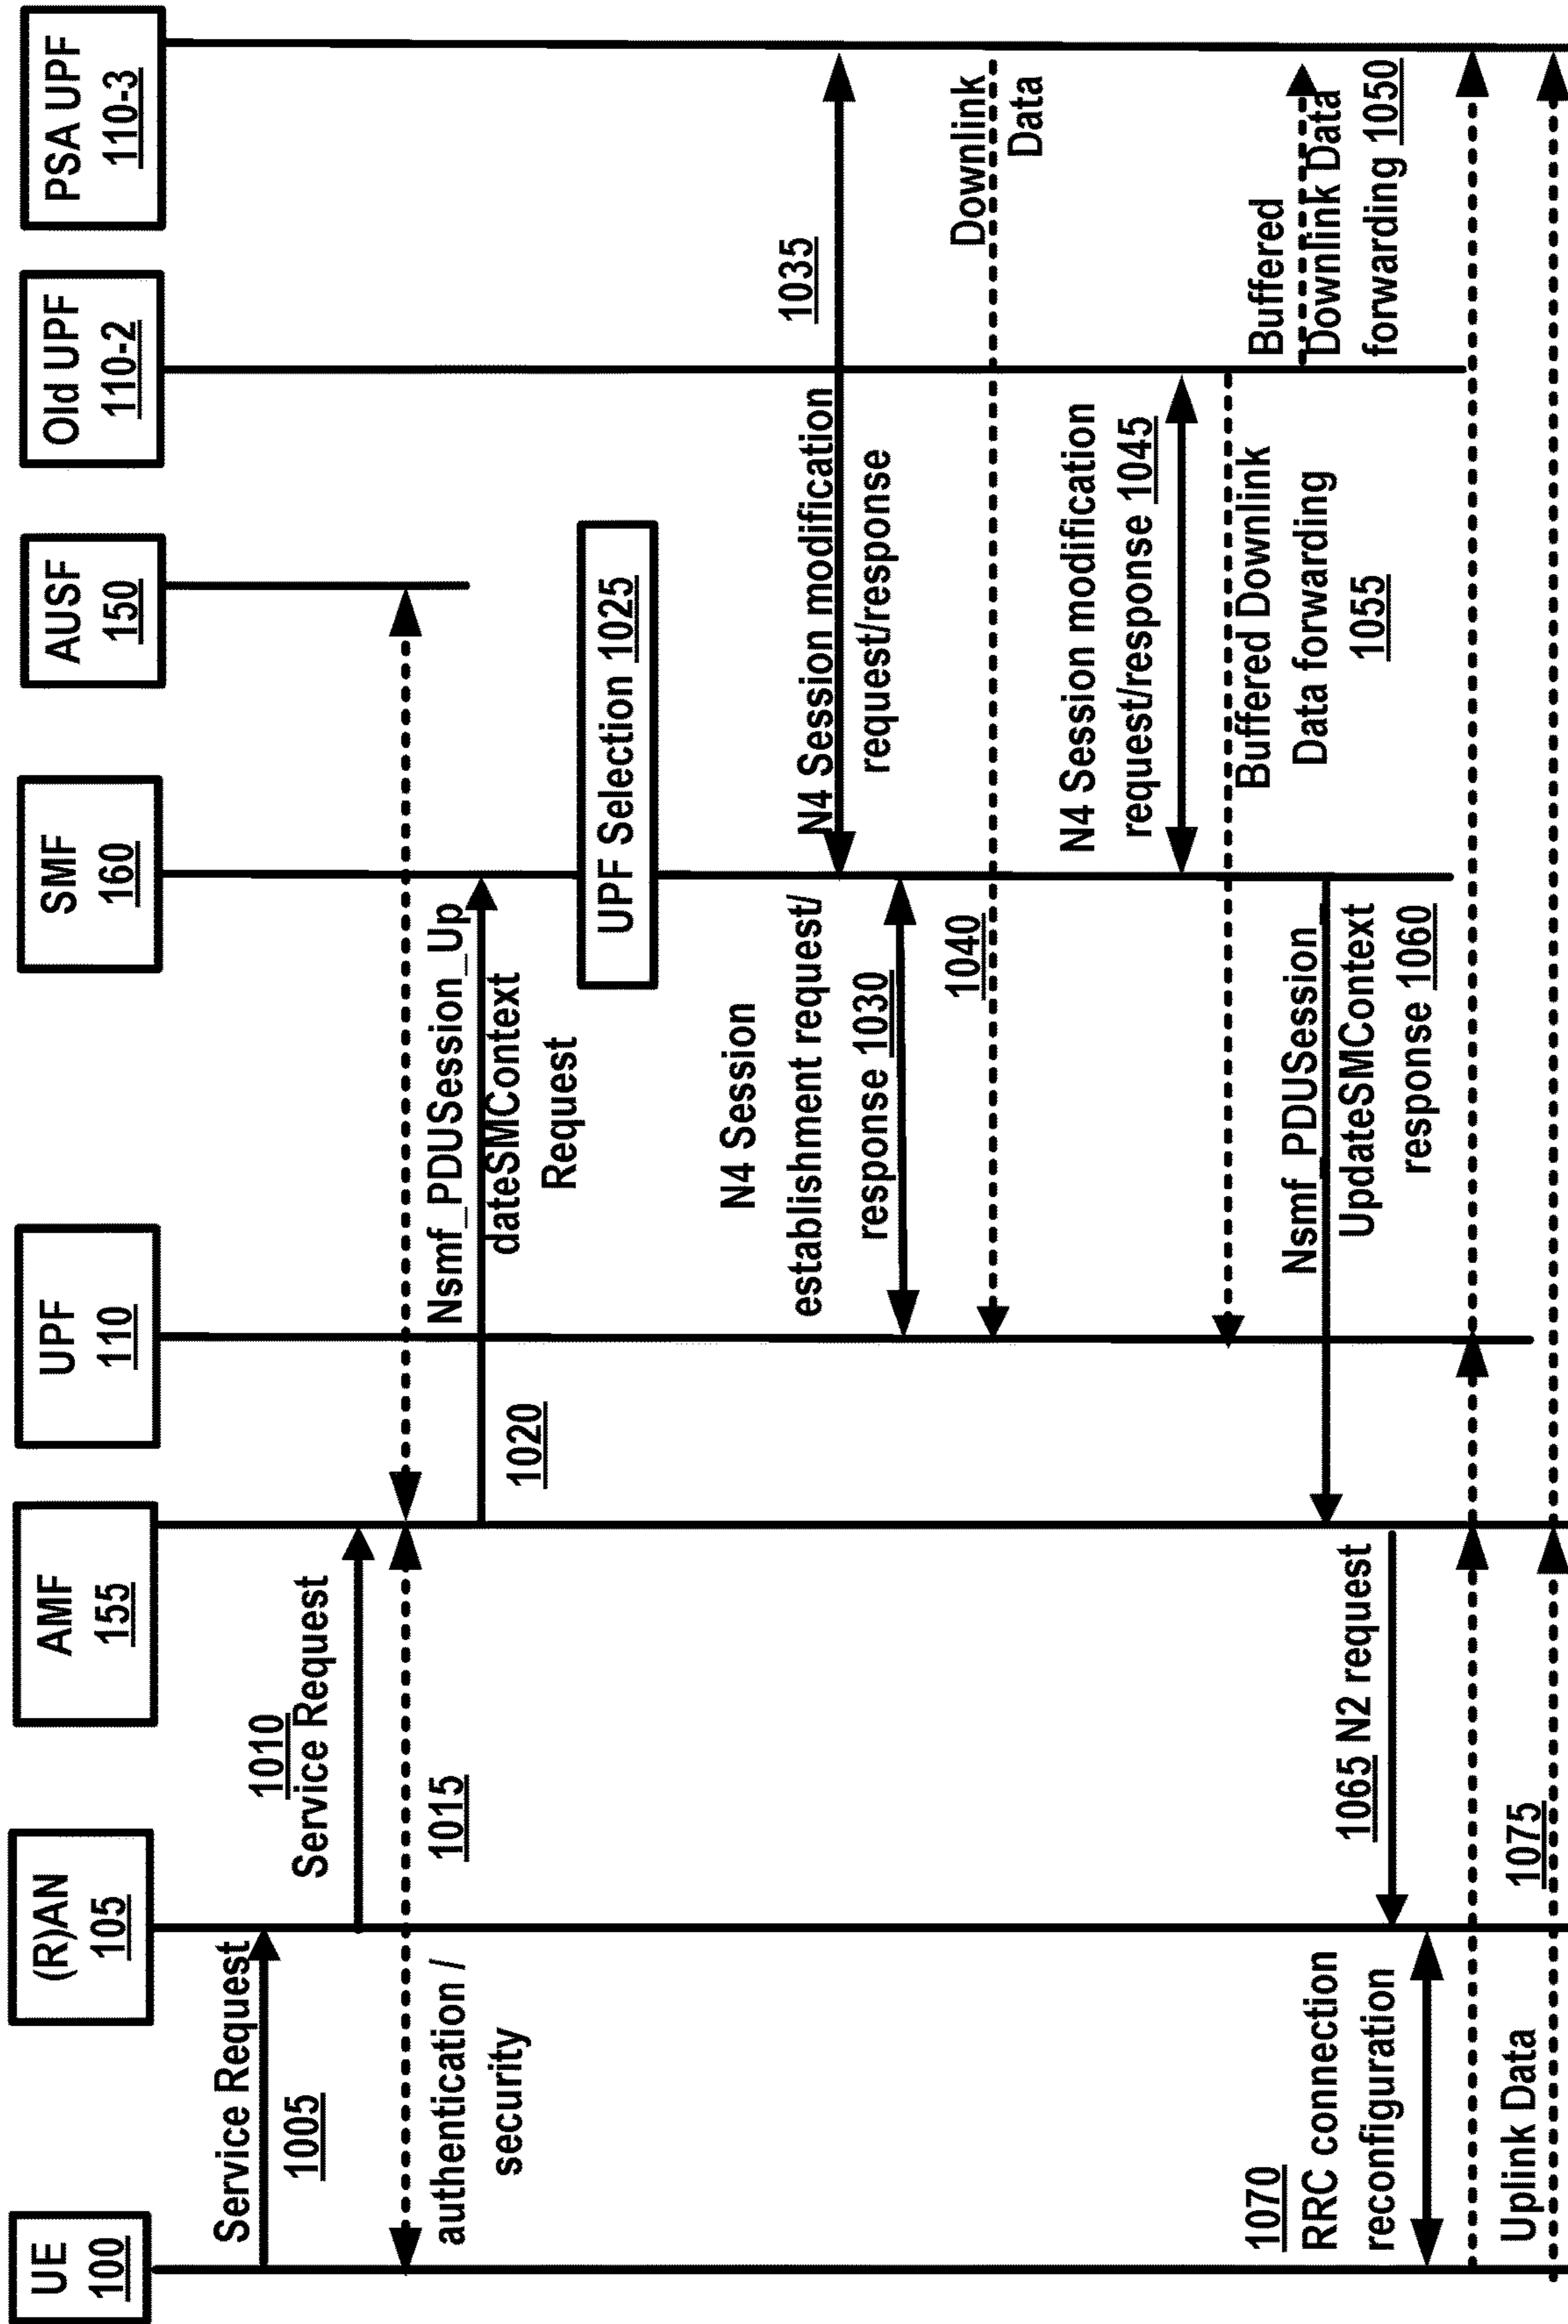 UE
100
(R)AN
105
AMF
155
UPF
110
SMF
160
AUSF
150
Old UPF
110-2
PSA UPF
110-3
Service Request
1005
1010
Service Request
authentication /
security
1015
Nsmf_PDUSession_Up
dateSMContext
Request
1020
UPF Selection 1025
N4 Session
establishment request/
response 1030
N4 Session modification
request/response
1035
1040
Downlink
Data
N4 Session modification
request/response 1045
Buffered
Downlink Data
forwarding 1050
Buffered Downlink
Data forwarding
1055
Nsmf_PDUSession_
UpdateSMContext
response 1060
1065 N2 request
1070
RRC connection
reconfiguration
Uplink Data
1075